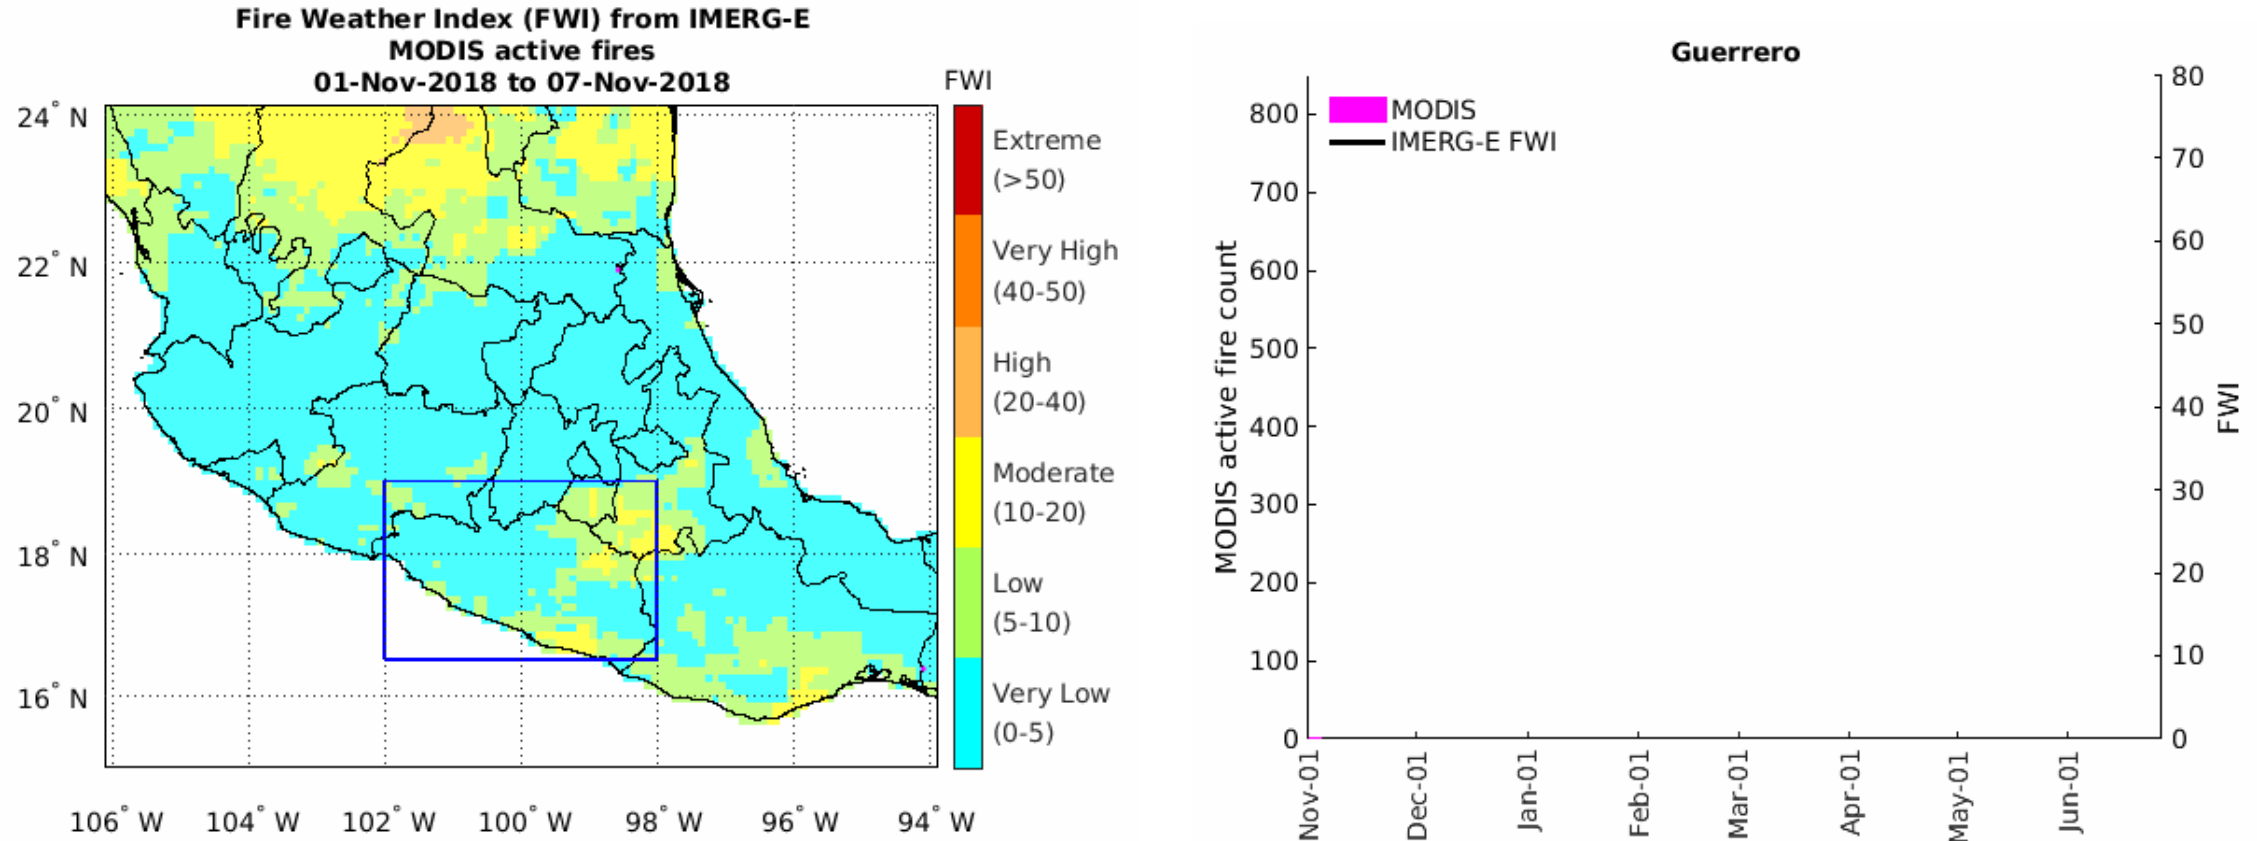 Fire Weather Index (FWI) from IMERG-E
MODIS active fires
01-Nov-2018 to 07-Nov-2018
FWI
24° N
22° N
20° N
18° N
16° N
106° W
104° W
102° W
100° W
98° W
96° W
94° W
Extreme
(>50)
Very High
(40-50)
High
(20-40)
Moderate
(10-20)
Low
(5-10)
Very Low
(0-5)
Guerrero
MODIS
IMERG-E FWI
MODIS active fire count
800
700
600
500
400
300
200
100
0
80
70
60
50
40
30
20
10
0
FWI
Nov-01
Dec-01
Jan-01
Feb-01
Mar-01
Apr-01
May-01
Jun-01